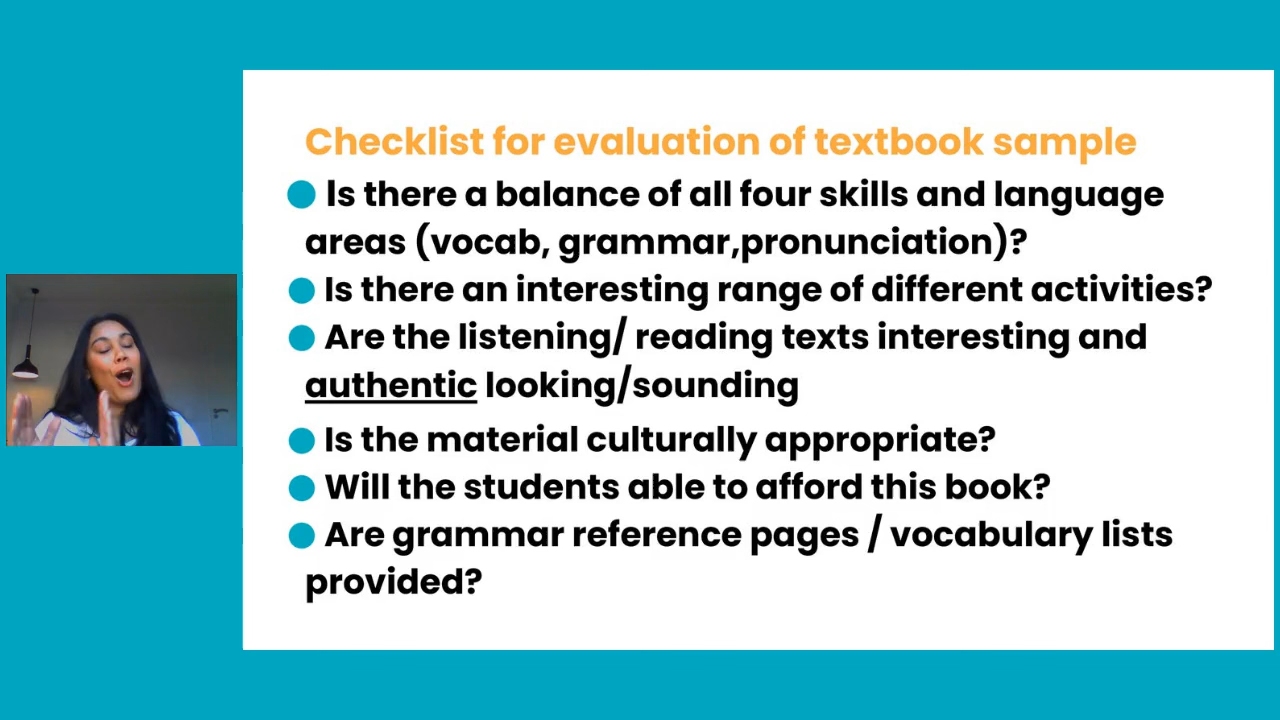 Checklist for evaluation of textbook sample
Is there a balance of all four skills and language
areas (vocab, grammar,pronunciation)?
Is there an interesting range of different activities?
Are the listening/ reading texts interesting and
authentic looking/sounding
Is the material culturally appropriate?
Will the students able to afford this book?
Are grammar reference pages / vocabulary lists
provided?